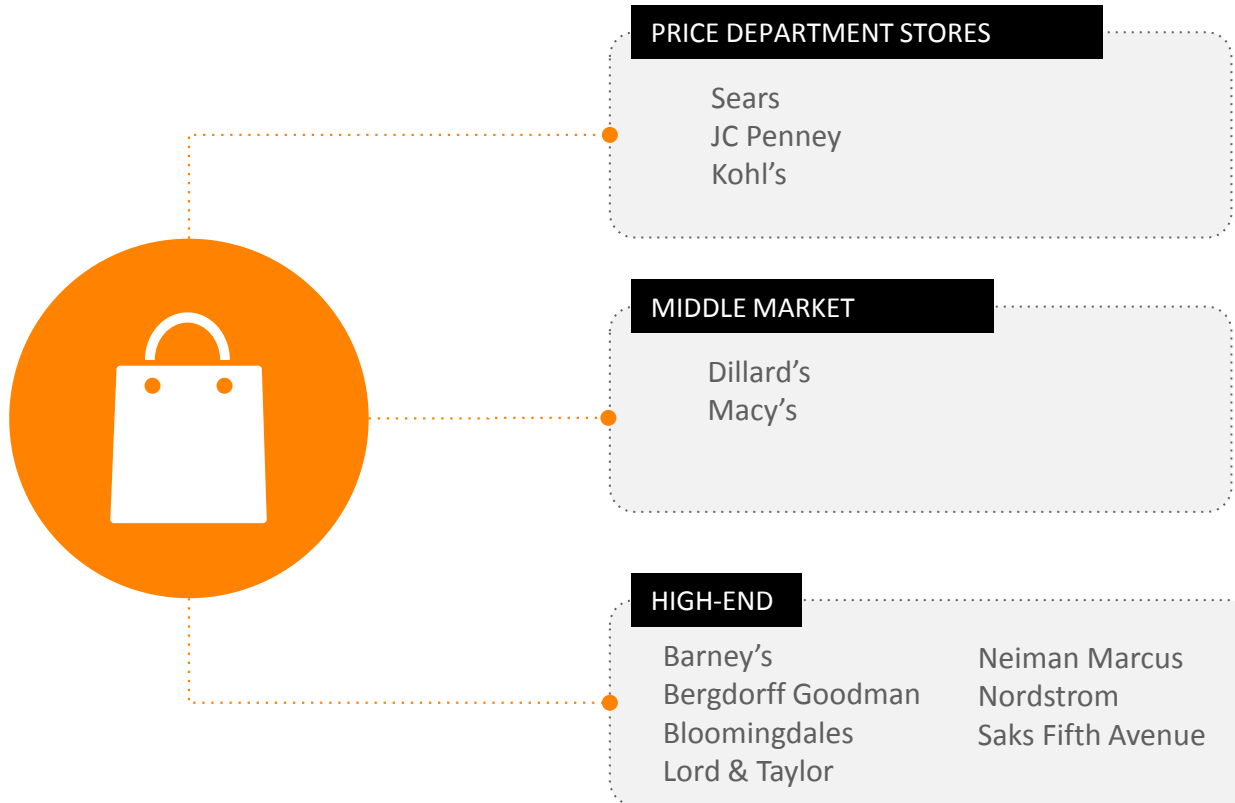 PRICE DEPARTMENT STORES
Sears
JC Penney
Kohl’s
MIDDLE MARKET
Dillard’s
Macy’s
HIGH-END
Barney’s
Bergdorff Goodman
Bloomingdales
Lord & Taylor
Neiman Marcus
Nordstrom
Saks Fifth Avenue